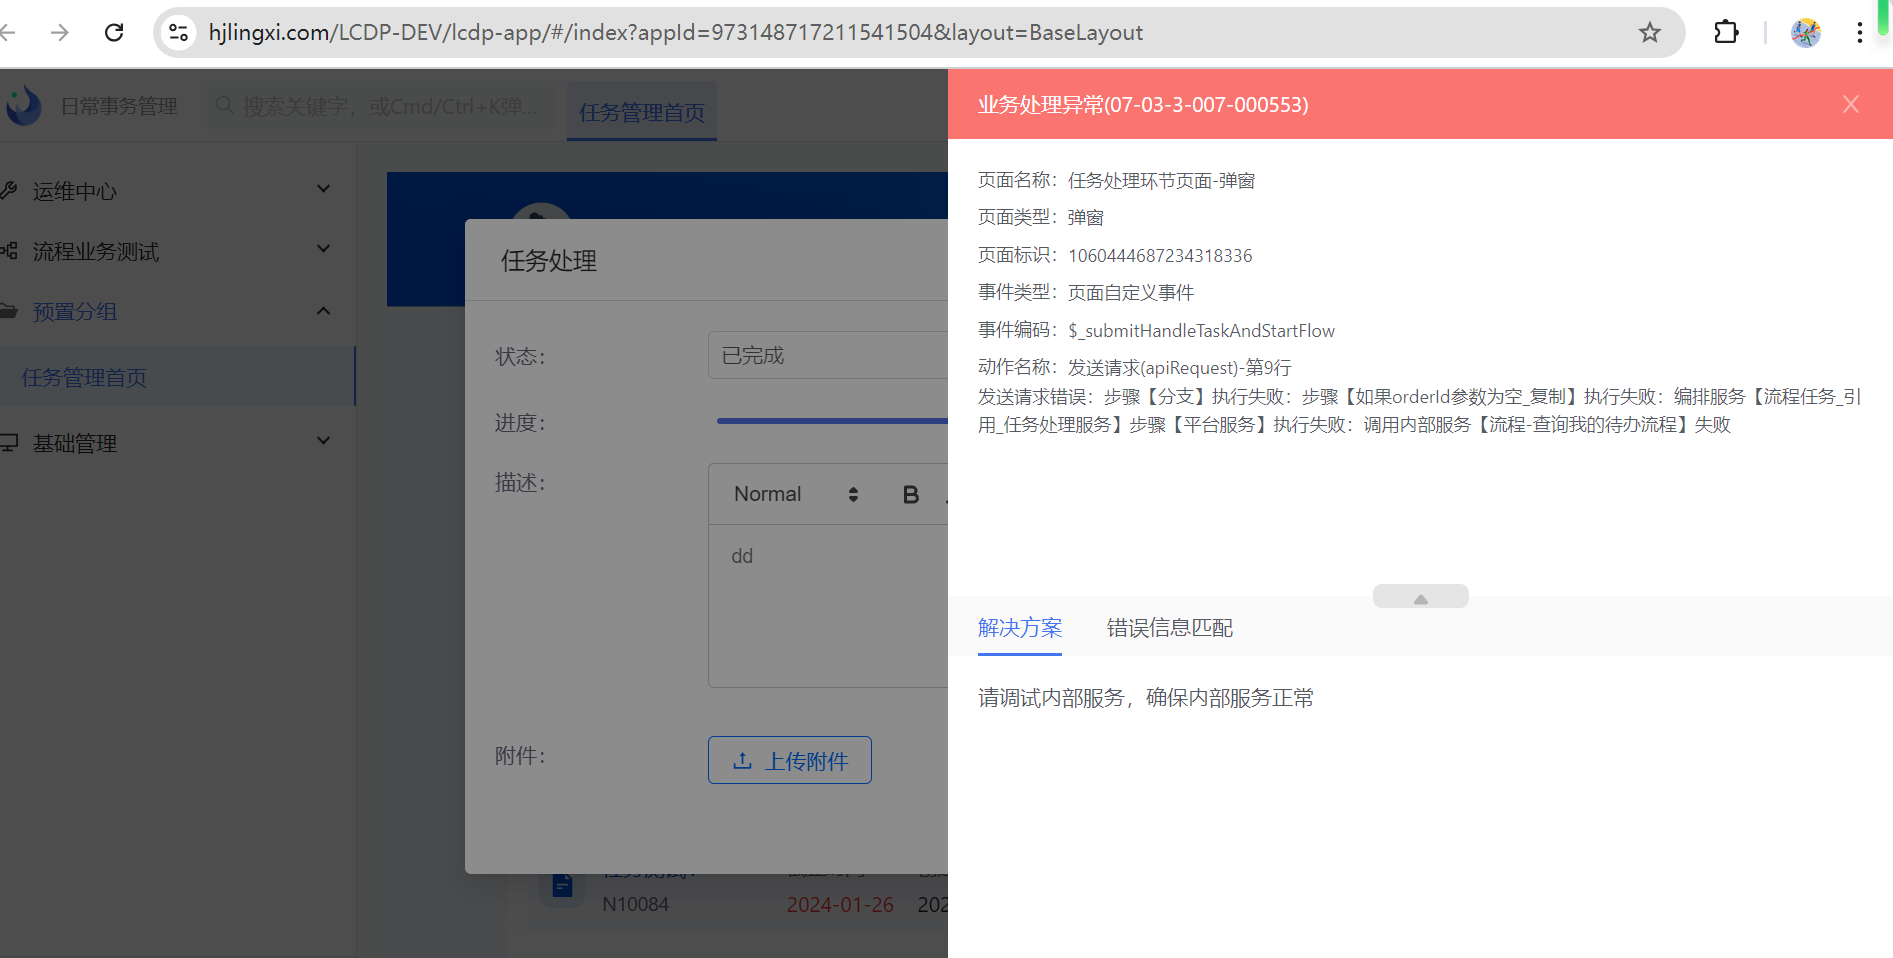 hjlingxi.com/LCDP-DEV/lcdp-app/#/index?appId=973148717211541504&layout=BaseLayout
日常事务管理
搜索关键字，或Cmd/Ctrl+K弹...
任务管理首页
运维中心
流程业务测试
预置分组
任务管理首页
基础管理
任务处理
状态：
已完成
进度：
描述：
Normal
B
dd
附件：
上传附件
N10084
2024-01-26
202
业务处理异常(07-03-3-007-000553)
页面名称：任务处理环节页面-弹窗
页面类型：弹窗
页面标识：1060444687234318336
事件类型：页面自定义事件
事件编码：$_submitHandleTaskAndStartFlow
动作名称：发送请求(apiRequest)-第9行
发送请求错误：步骤【分支】执行失败：步骤【如果orderId参数为空_复制】执行失败：编排服务【流程任务_引
用_任务处理服务】步骤【平台服务】执行失败：调用内部服务【流程-查询我的待办流程】失败
解决方案
错误信息匹配
请调试内部服务，确保内部服务正常